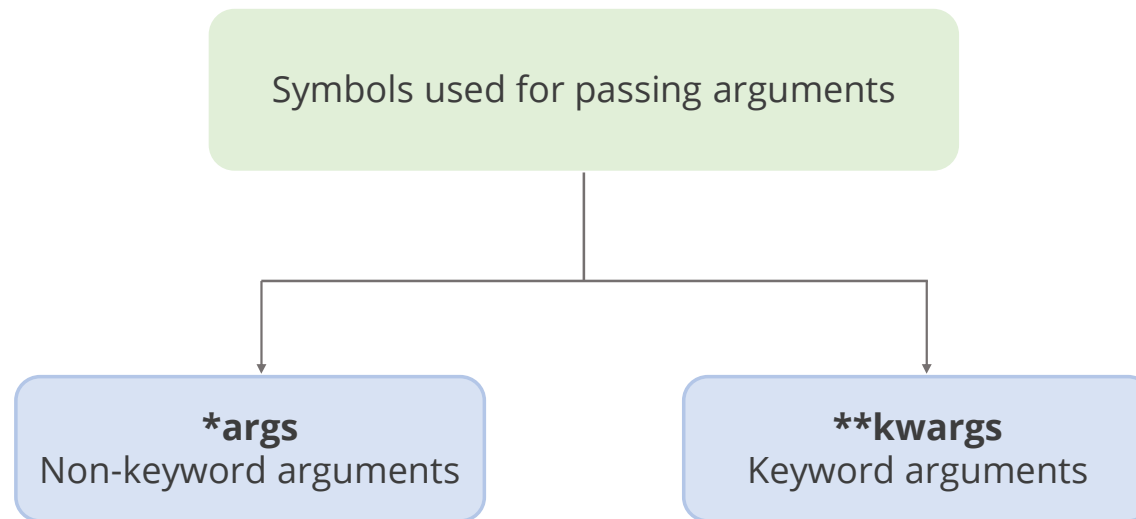 Symbols used for passing arguments
*args
Non-keyword arguments
**kwargs
Keyword arguments